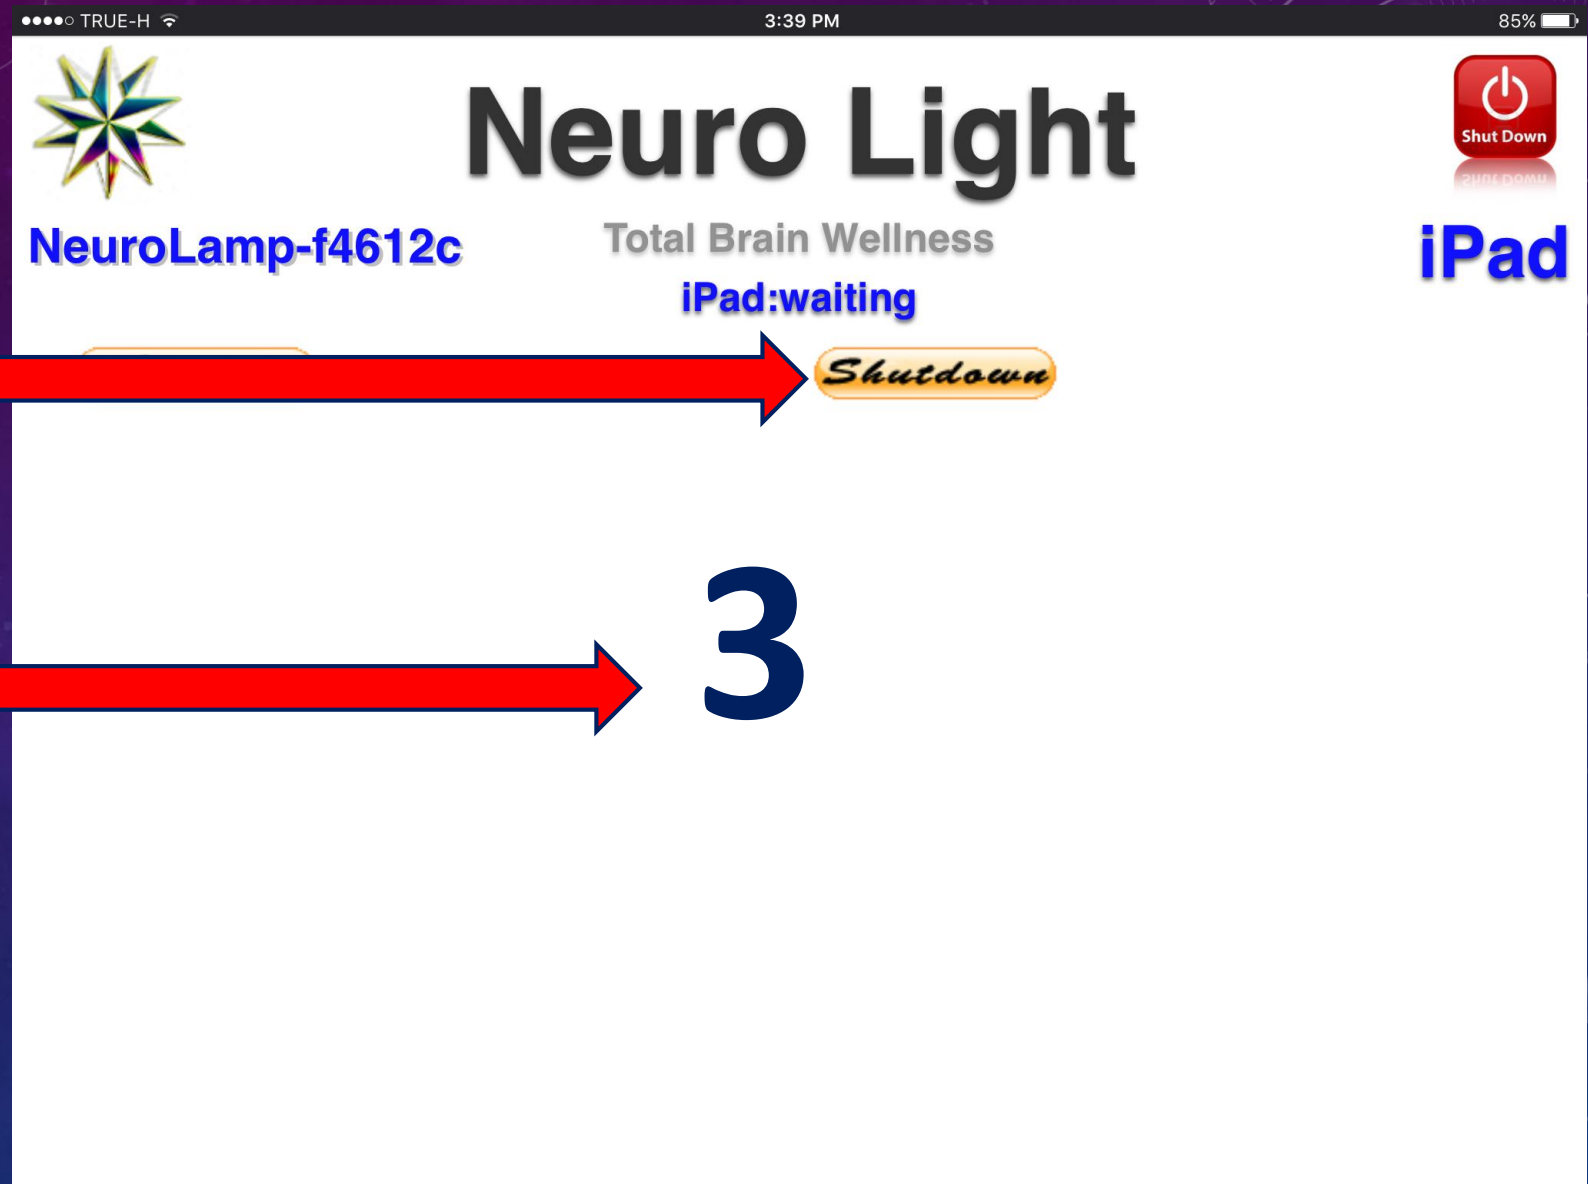 TRUE-H 3:39 PM 85%
Neuro Light
Shut Down
NeuroLamp-f4612c
Total Brain Wellness
iPad
iPad:waiting
Shutdown
3